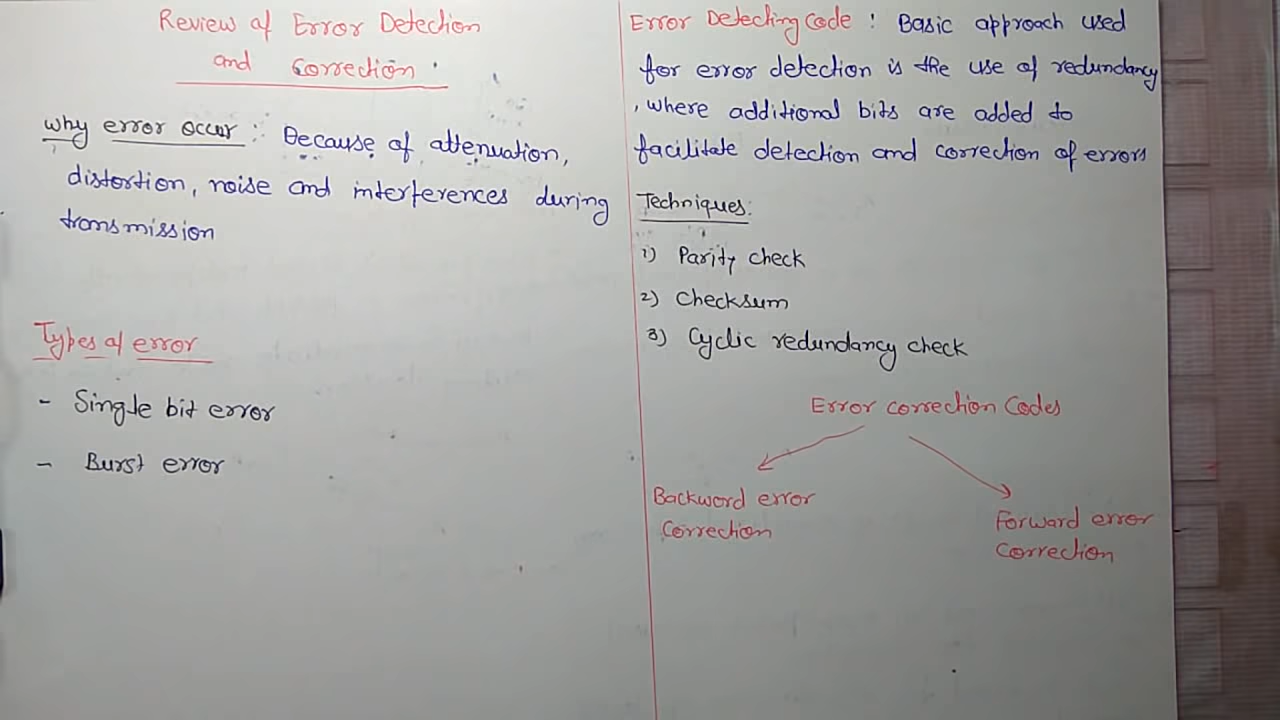 Review of Error Detection
and Correction
Why error occur: Because of attenuation,
distortion, noise and interferences during
transmission
Types of error
- Single bit error
- Burst error
Error Detecting Code : Basic approach used
for error detection is the use of redundancy
, where additional bits are added to
facilitate detection and correction of errors
Techniques:
1) Parity check
2) Checksum
3) Cyclic redundancy check
Error correction Codes
Backword error
Correction
Forward error
Correction